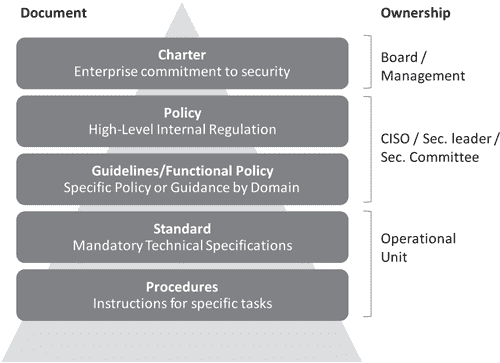 Document
Ownership
Charter
Enterprise commitment to security
Board /
Management
Policy
High-Level Internal Regulation
Guidelines/Functional Policy
Specific Policy or Guidance by Domain
CISO / Sec. leader /
Sec. Committee
Standard
Mandatory Technical Specifications
Procedures
Instructions for specific tasks
Operational
Unit